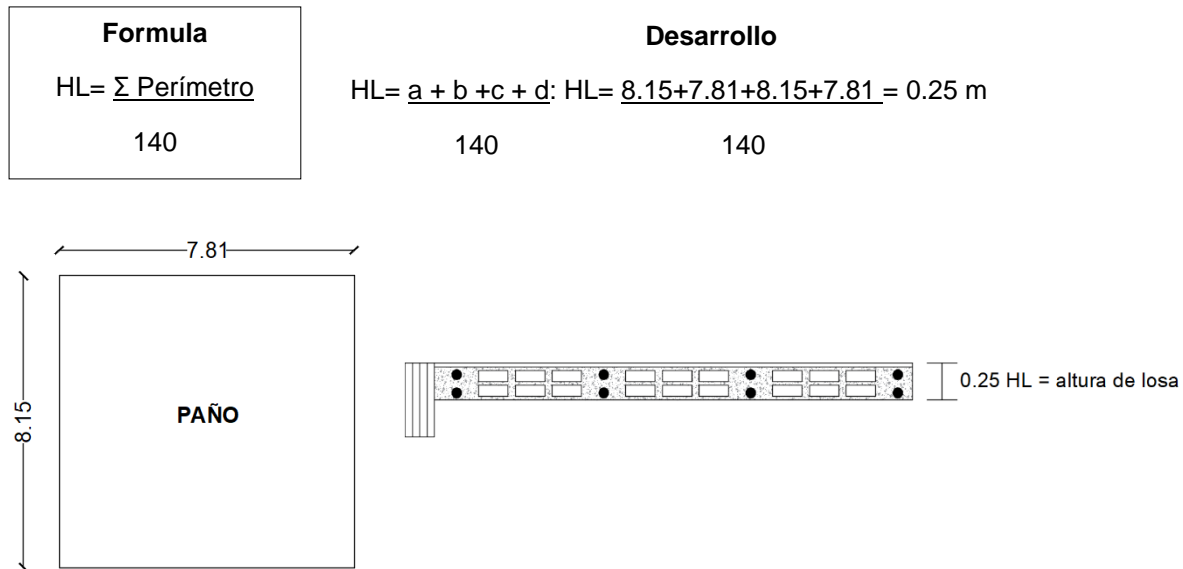 Formula
HL= Σ Perímetro
140
Desarrollo
HL= a + b +c + d: HL= 8.15+7.81+8.15+7.81 = 0.25 m
140 140
7.81
8.15
PAÑO
0.25 HL = altura de losa